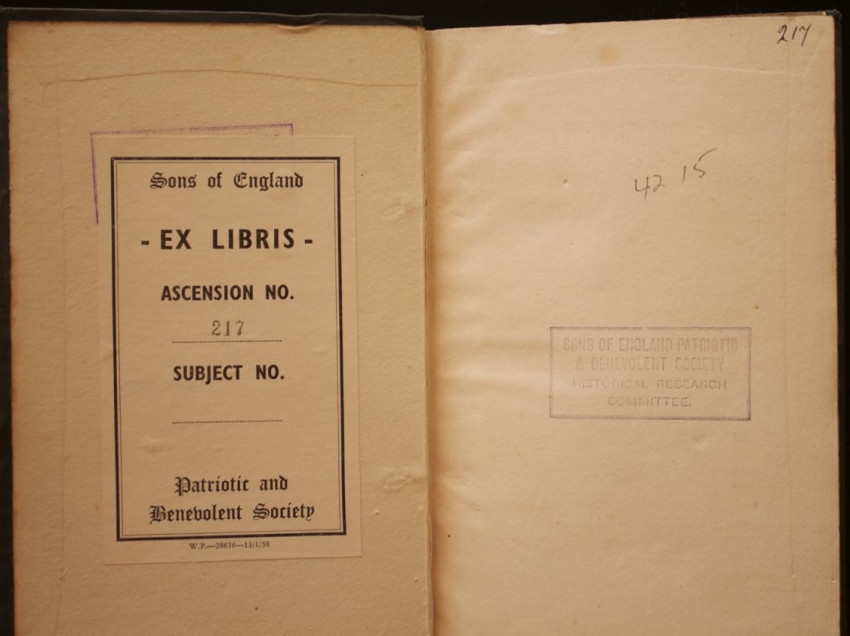 Sons of England
- EX LIBRIS -
ASCENSION NO.
217
SUBJECT NO.
Patriotic and
Benevolent Society
W.P.—28616—13/1/58
217
42 15
SONS OF ENGLAND PATRIOTIC
& BENEVOLENT SOCIETY
HISTORICAL RESEARCH
COMMITTEE.